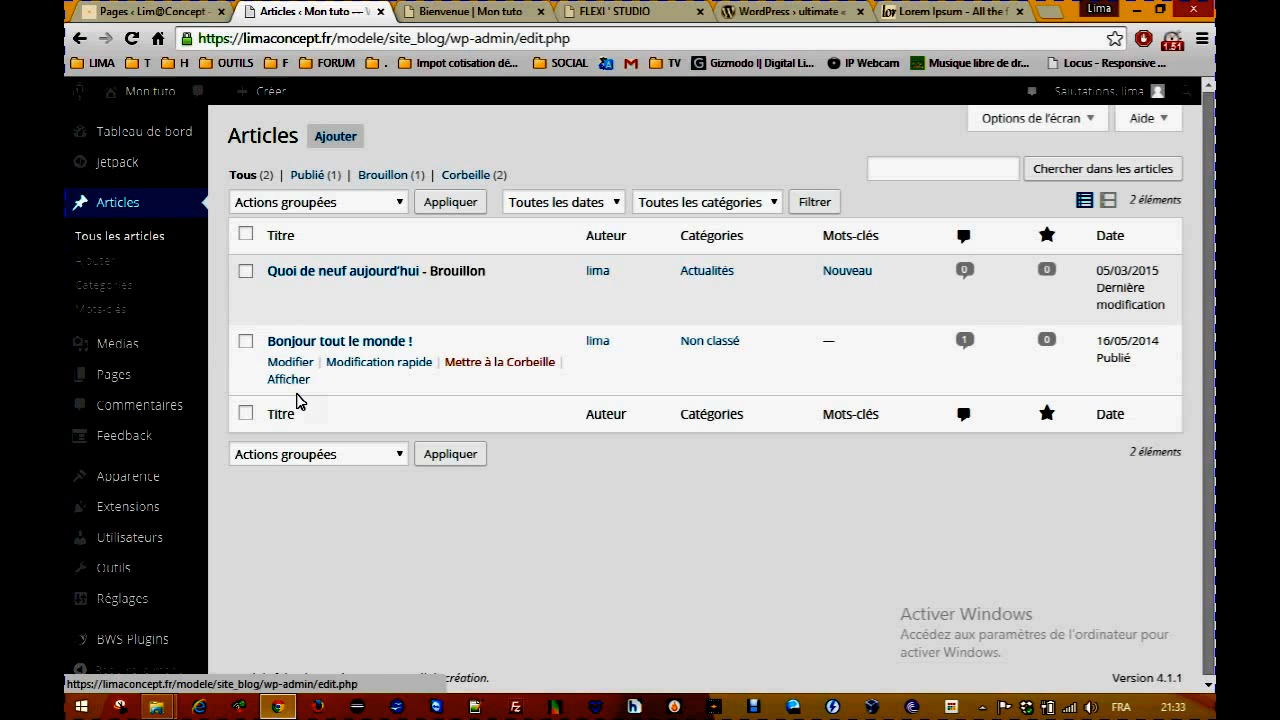 Pages < Lim@Concept -
Articles < Mon tuto — V
Bienvenue | Mon tuto
FLEXI ' STUDIO
WordPress › ultimate «
Lorem Ipsum - All the f
Lima
https://limaconcept.fr/modele/site_blog/wp-admin/edit.php
1.51
LIMA
T
H
OUTILS
F
FORUM
.
Impot cotisation dé...
SOCIAL
TV
Gizmodo I| Digital Li...
IP Webcam
Musique libre de dr...
Locus - Responsive ...
Mon tuto
Créer
Salutations, lima
Tableau de bord
Jetpack
Articles
Tous les articles
Ajouter
Catégories
Mots-clés
Médias
Pages
Commentaires
Feedback
Apparence
Extensions
Utilisateurs
Outils
Réglages
BWS Plugins
Options de l'écran
Aide
Articles
Ajouter
Tous (2) | Publié (1) | Brouillon (1) | Corbeille (2)
Chercher dans les articles
Actions groupées
Appliquer
Toutes les dates
Toutes les catégories
Filtrer
2 éléments
Titre
Auteur
Catégories
Mots-clés
Date
Quoi de neuf aujourd'hui - Brouillon
lima
Actualités
Nouveau
0
0
05/03/2015
Dernière
modification
Bonjour tout le monde !
Modifier | Modification rapide | Mettre à la Corbeille |
Afficher
lima
Non classé
—
1
0
16/05/2014
Publié
Titre
Auteur
Catégories
Mots-clés
Date
Actions groupées
Appliquer
2 éléments
Activer Windows
Accédez aux paramètres de l'ordinateur pour
activer Windows.
création.
Version 4.1.1
https://limaconcept.fr/modele/site_blog/wp-admin/edit.php
FRA
21:33